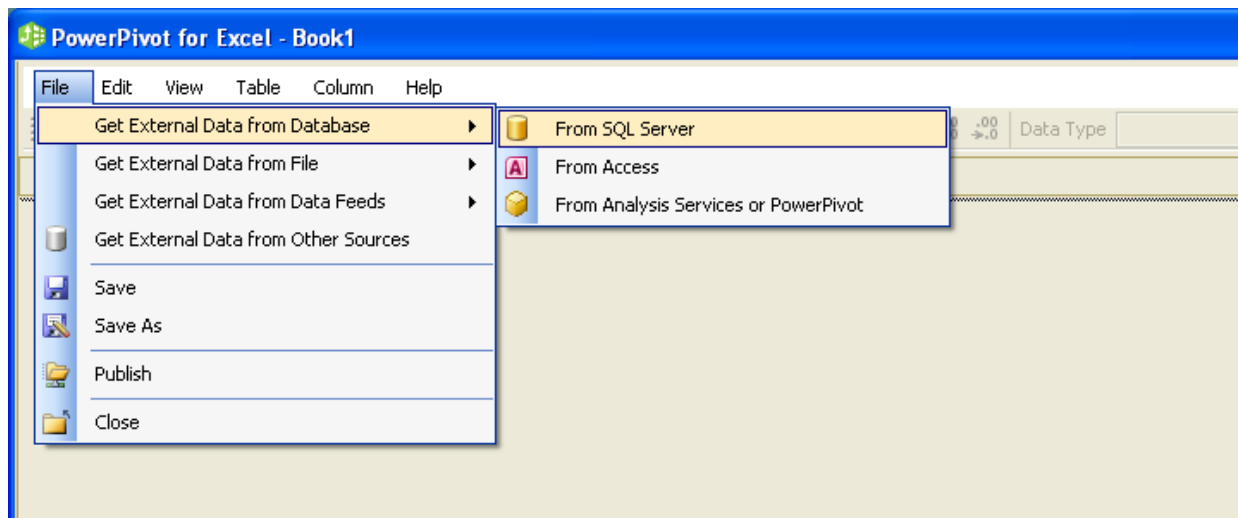 PowerPivot for Excel - Book1
File Edit View Table Column Help
Get External Data from Database
From SQL Server
.00
→.0
Data Type
Get External Data from File
A
From Access
Get External Data from Data Feeds
From Analysis Services or PowerPivot
Get External Data from Other Sources
Save
Save As
Publish
Close